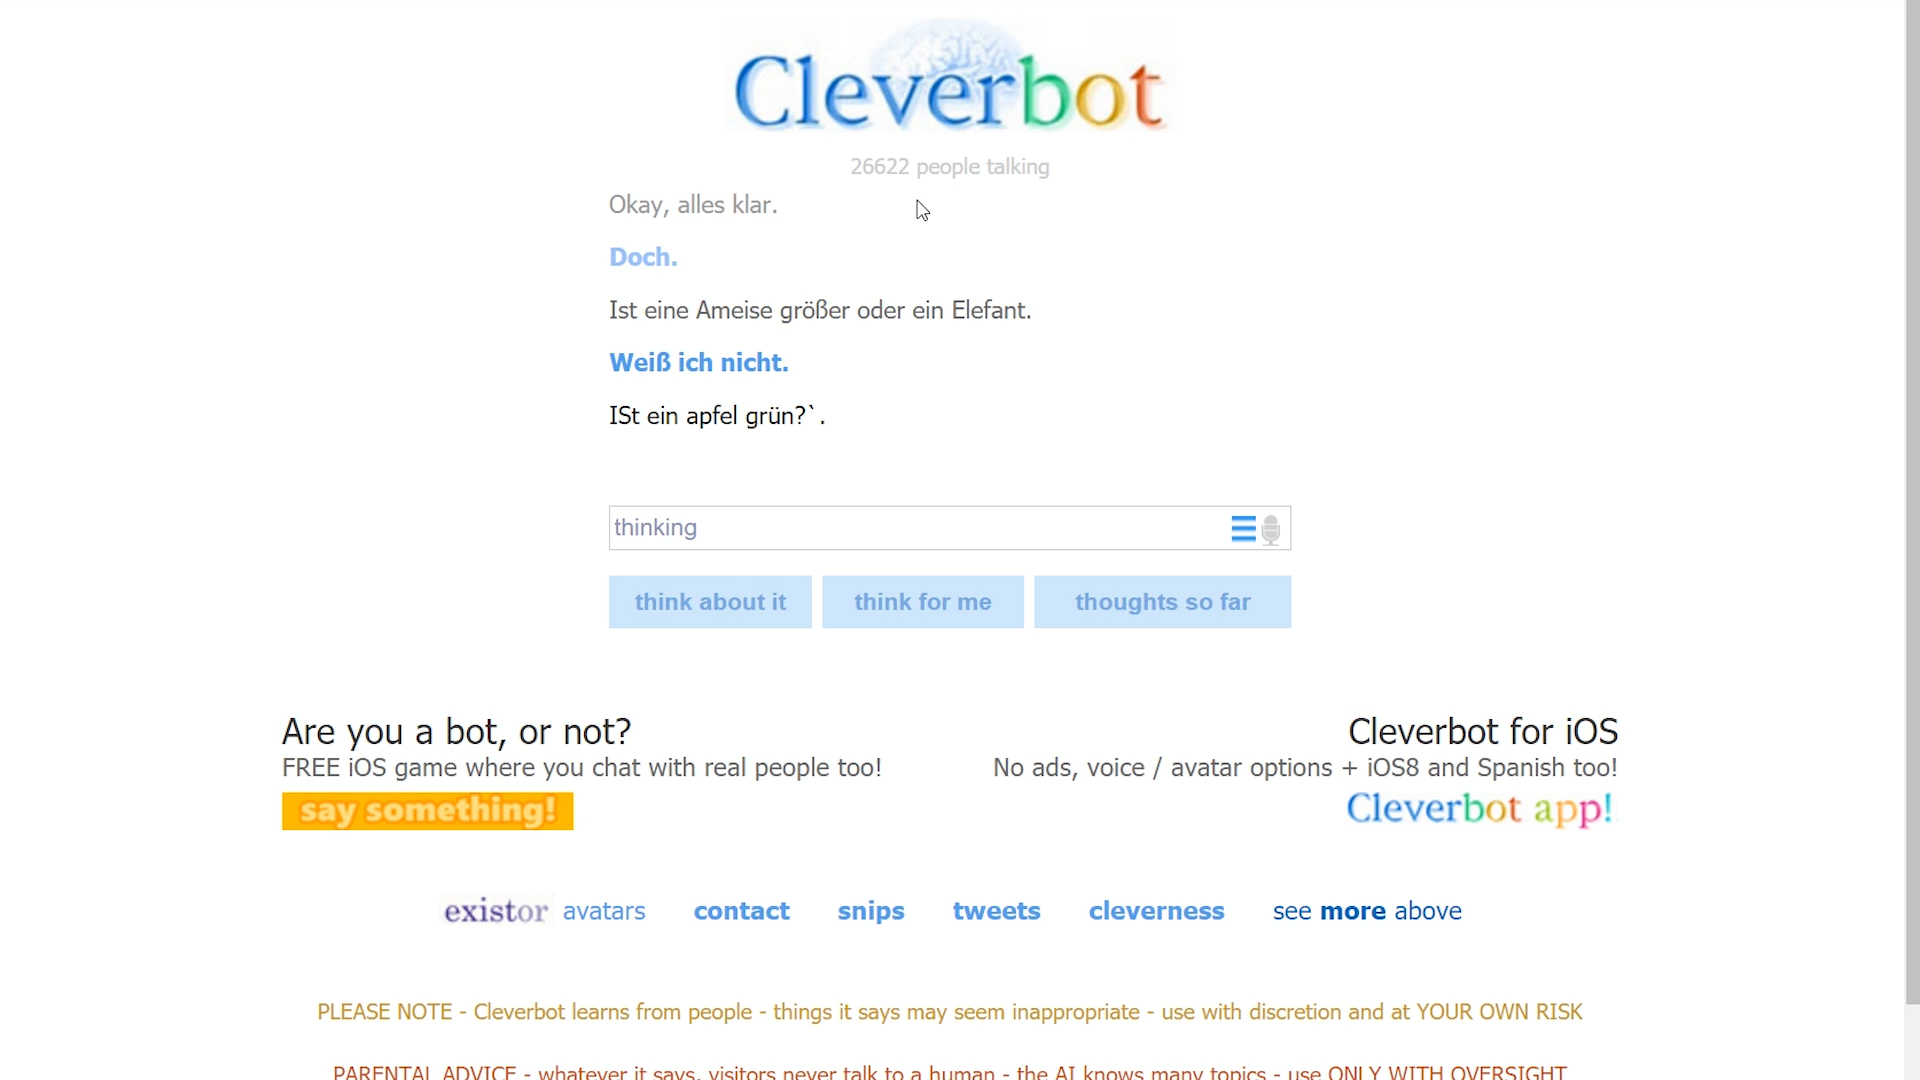 Cleverbot
26622 people talking
Okay, alles klar.
Doch.
Ist eine Ameise größer oder ein Elefant.
Weiß ich nicht.
ISt ein apfel grün?`.
thinking
think about it think for me thoughts so far
Are you a bot, or not?
FREE iOS game where you chat with real people too!
say something!
Cleverbot for iOS
No ads, voice / avatar options + iOS8 and Spanish too!
Cleverbot app!
existor avatars contact snips tweets cleverness see more above
PLEASE NOTE - Cleverbot learns from people - things it says may seem inappropriate - use with discretion and at YOUR OWN RISK
PARENTAL ADVICE - whatever it says, visitors never talk to a human - the AI knows many topics - use ONLY WITH OVERSIGHT